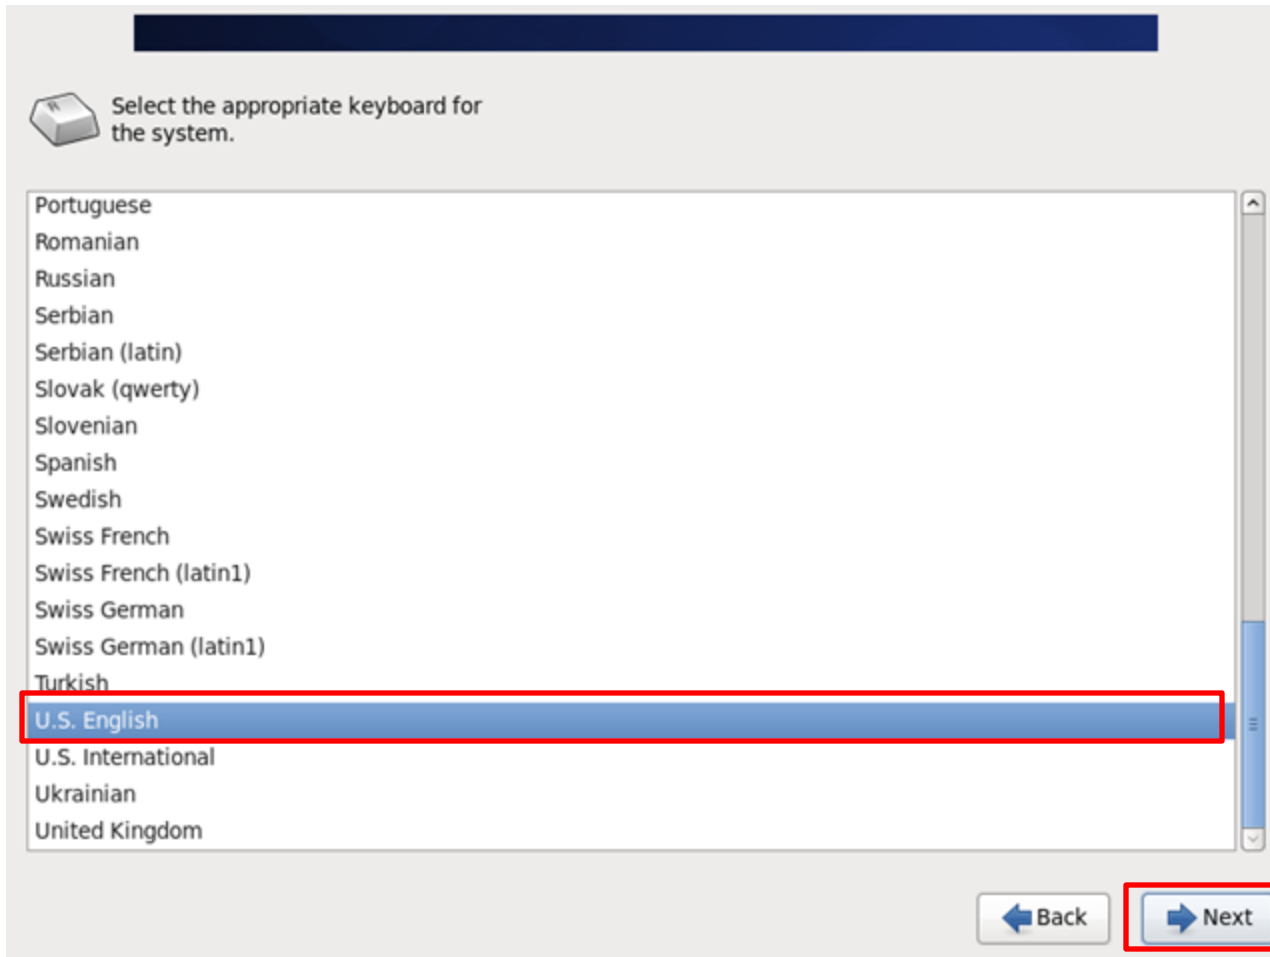 Select the appropriate keyboard for
the system.
Portuguese
Romanian
Russian
Serbian
Serbian (latin)
Slovak (qwerty)
Slovenian
Spanish
Swedish
Swiss French
Swiss French (latin1)
Swiss German
Swiss German (latin1)
Turkish
U.S. English
U.S. International
Ukrainian
United Kingdom
Back
Next